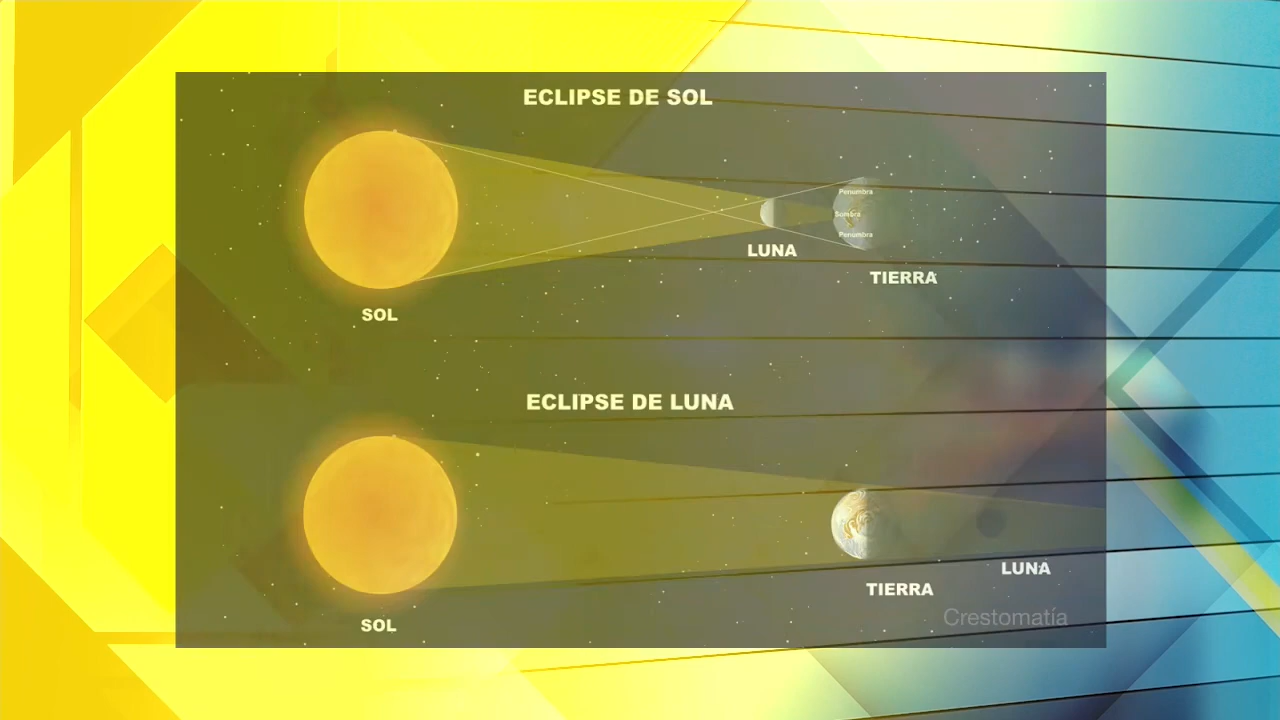 ECLIPSE DE SOL
Penumbra
Sombra
Penumbra
LUNA
TIERRA
SOL
ECLIPSE DE LUNA
LUNA
TIERRA
Crestomatía
SOL